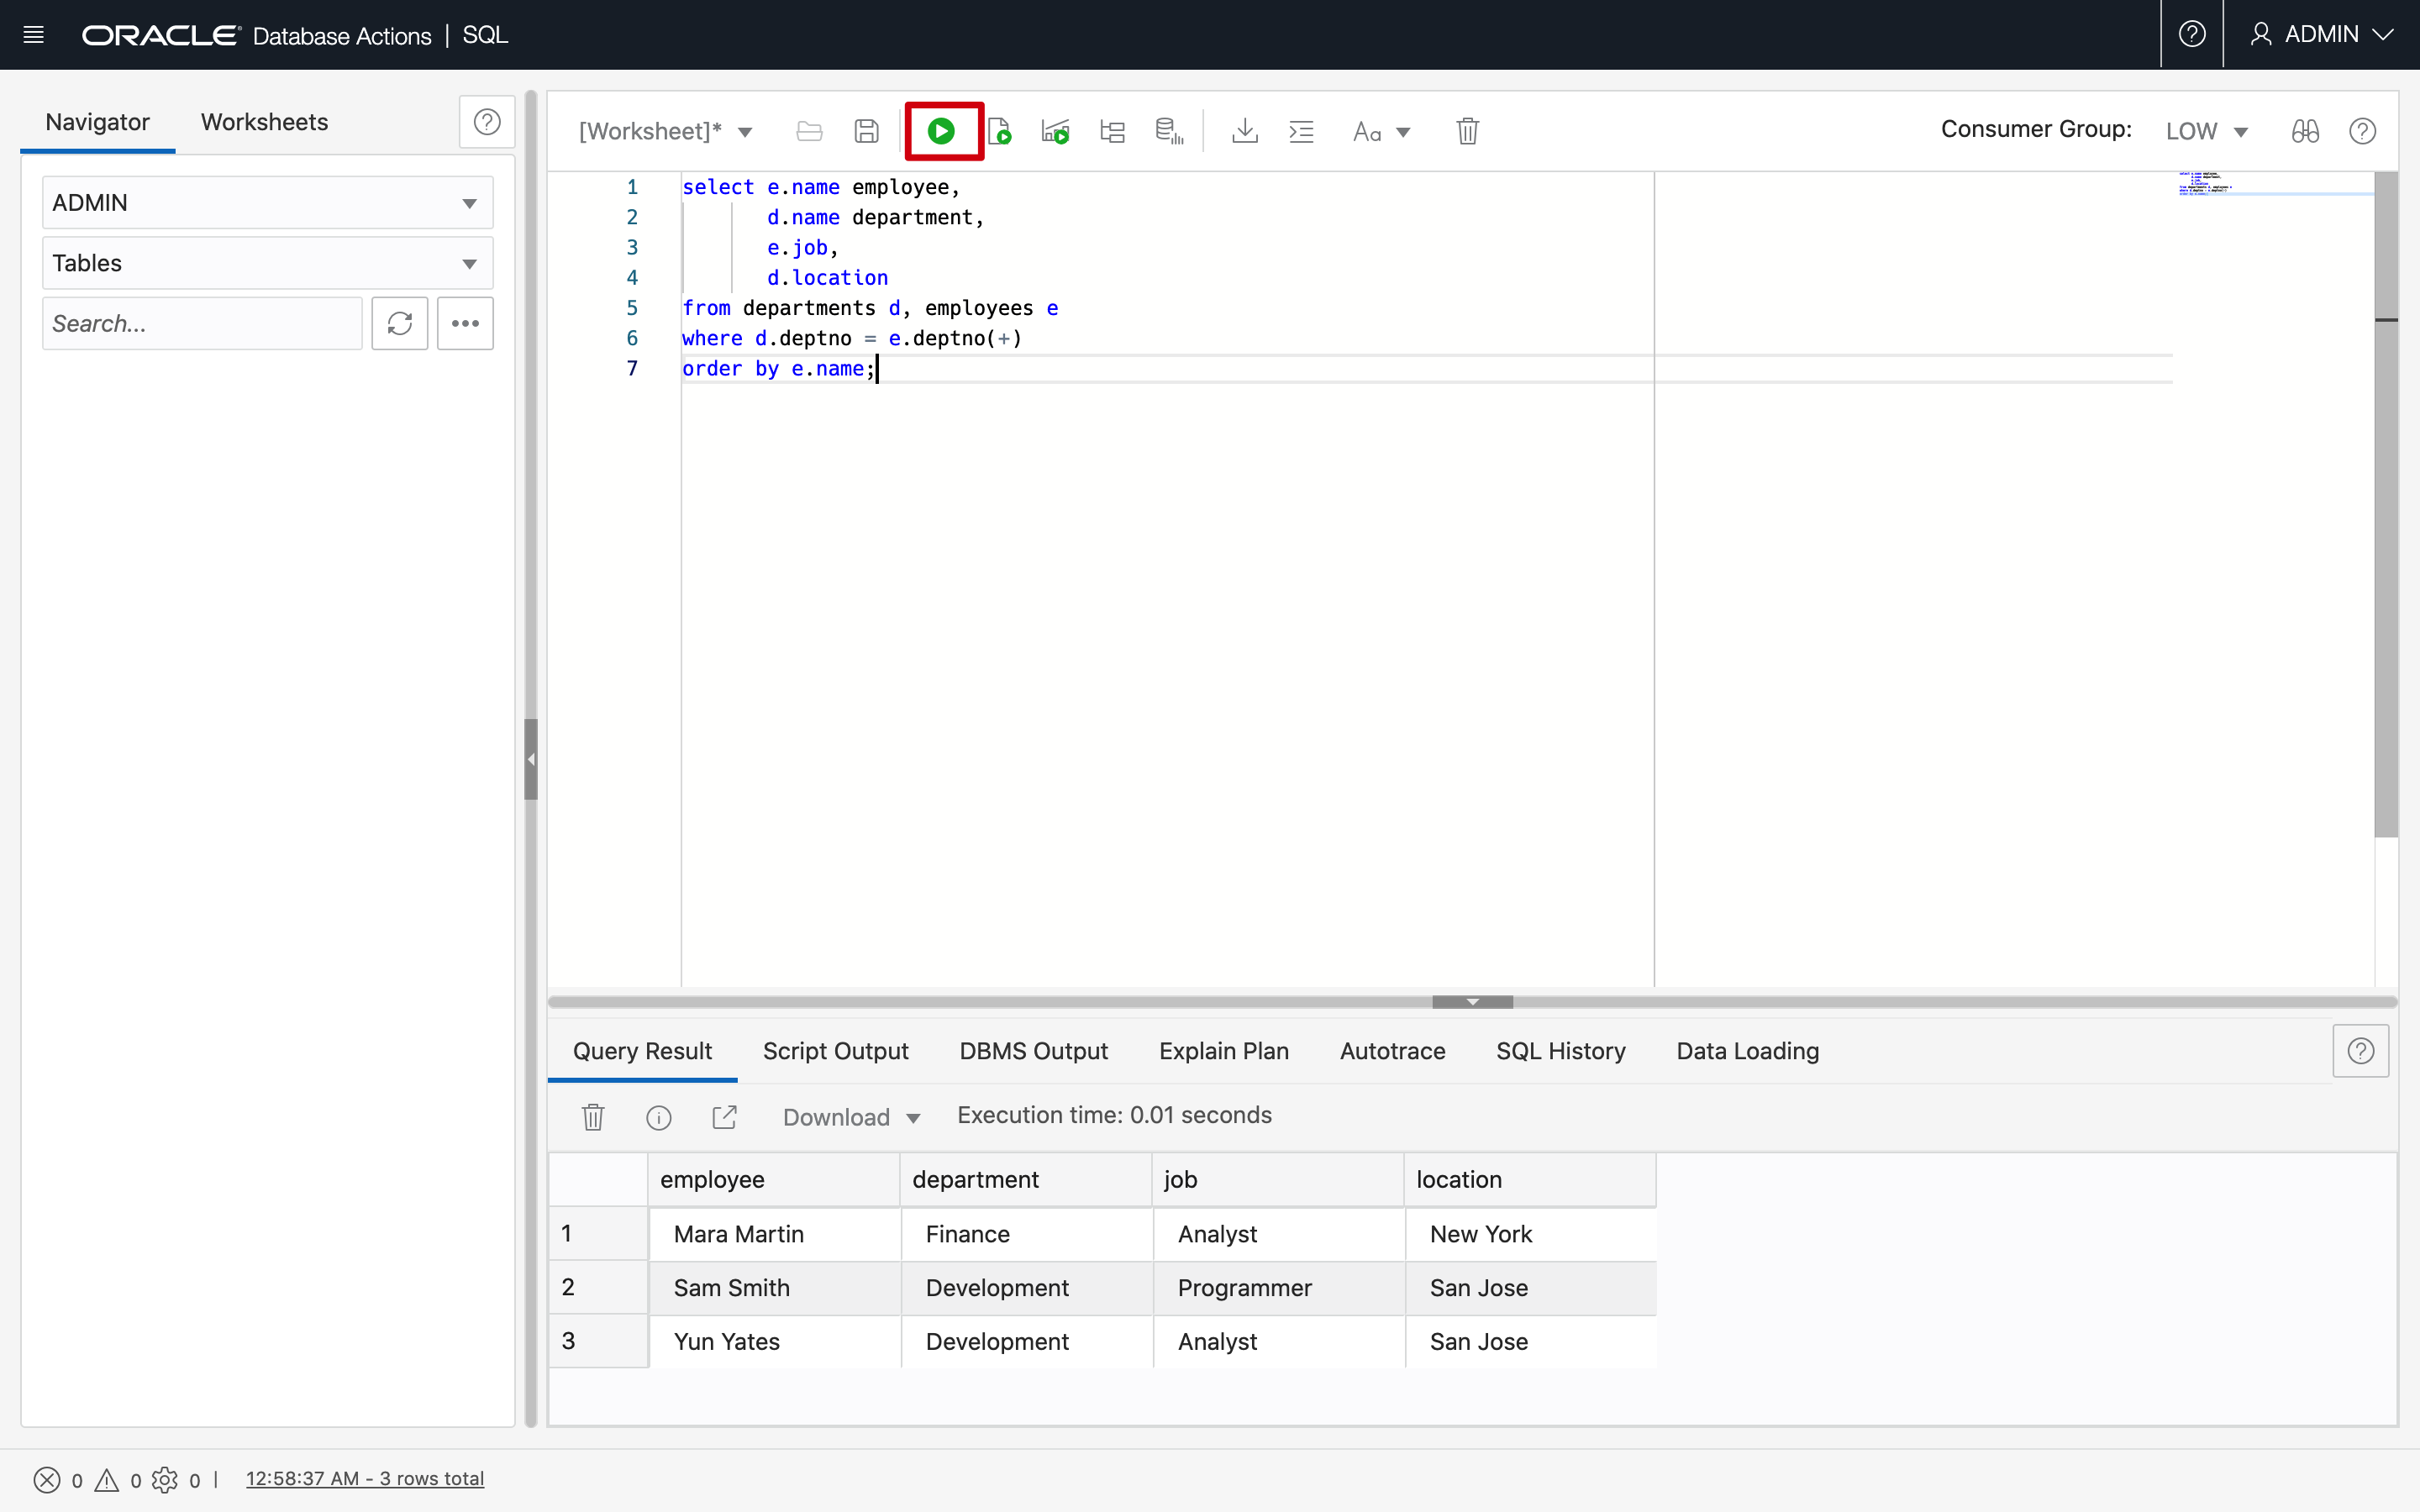 ORACLE Database Actions | SQL
ADMIN
Navigator
Worksheets
ADMIN
Tables
Search...
[Worksheet]*
Aa
Consumer Group:
LOW
1 select e.name employee,
2 d.name department,
3 e.job,
4 d.location
5 from departments d, employees e
6 where d.deptno = e.deptno(+)
7 order by e.name;
Query Result
Script Output
DBMS Output
Explain Plan
Autotrace
SQL History
Data Loading
Download
Execution time: 0.01 seconds
employee department job location
1 Mara Martin Finance Analyst New York
2 Sam Smith Development Programmer San Jose
3 Yun Yates Development Analyst San Jose
0 0 0 | 12:58:37 AM - 3 rows total